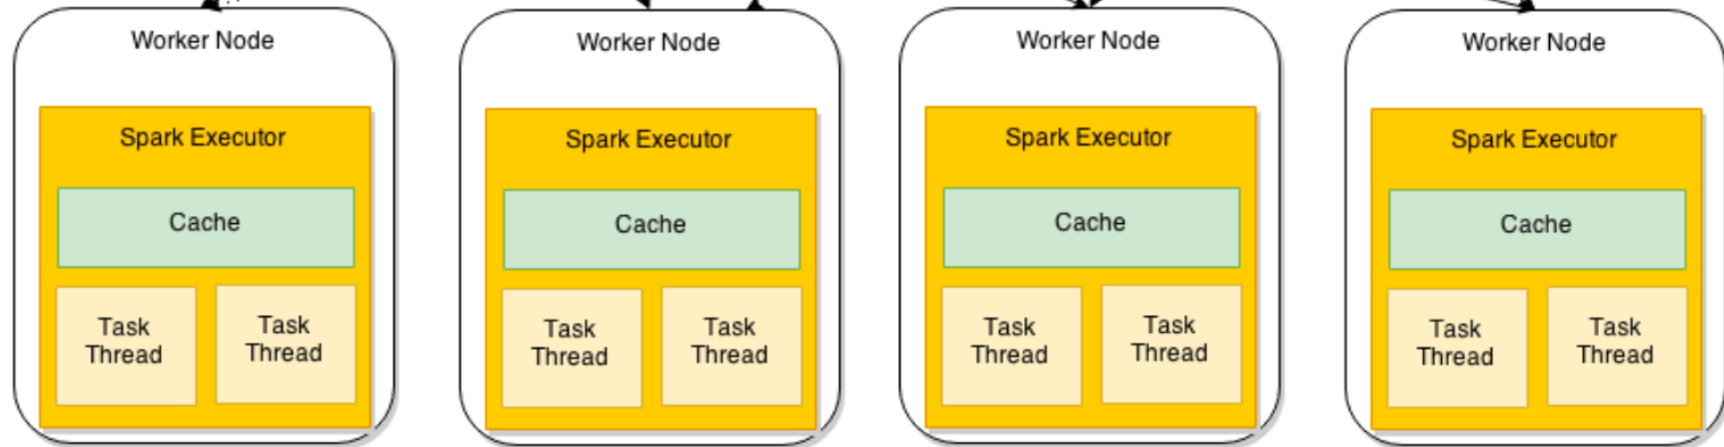 Worker Node
Worker Node
Worker Node
Worker Node
Spark Executor
Spark Executor
Spark Executor
Spark Executor
Cache
Cache
Cache
Cache
Task
Thread
Task
Thread
Task
Thread
Task
Thread
Task
Thread
Task
Thread
Task
Thread
Task
Thread